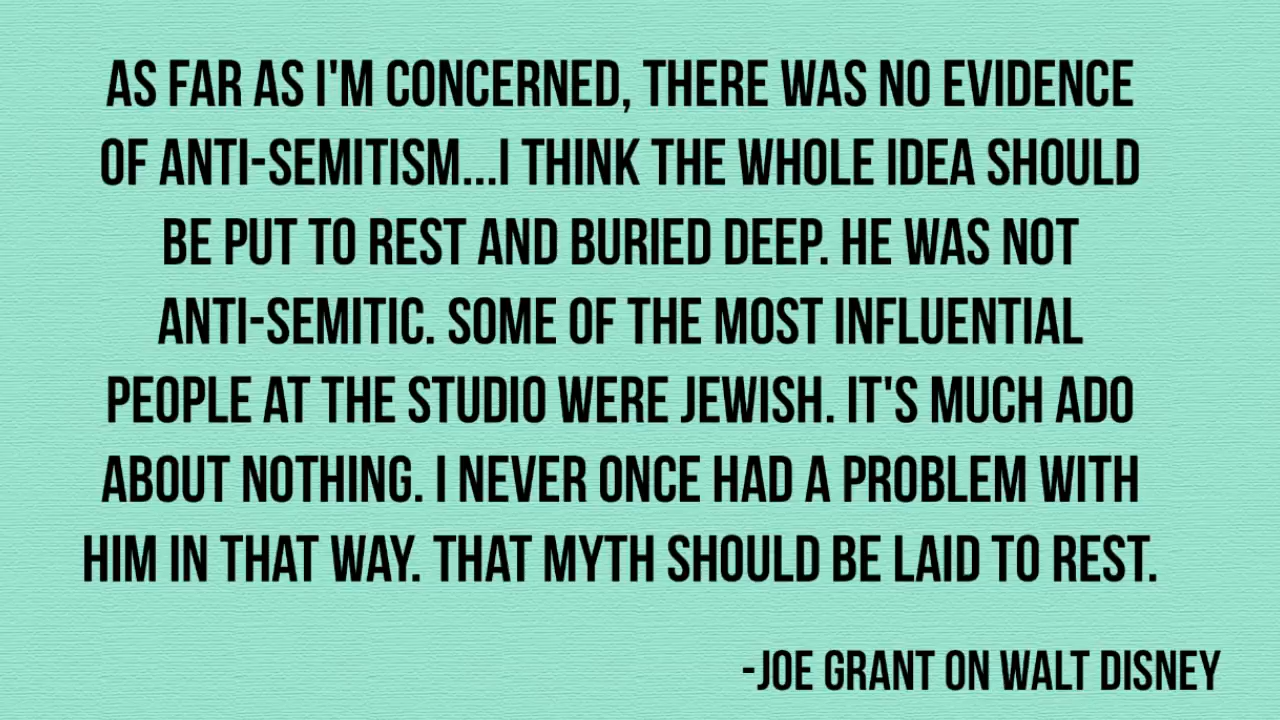 AS FAR AS I'M CONCERNED, THERE WAS NO EVIDENCE
OF ANTI-SEMITISM...I THINK THE WHOLE IDEA SHOULD
BE PUT TO REST AND BURIED DEEP. HE WAS NOT
ANTI-SEMITIC. SOME OF THE MOST INFLUENTIAL
PEOPLE AT THE STUDIO WERE JEWISH. IT'S MUCH ADO
ABOUT NOTHING. I NEVER ONCE HAD A PROBLEM WITH
HIM IN THAT WAY. THAT MYTH SHOULD BE LAID TO REST.
-JOE GRANT ON WALT DISNEY